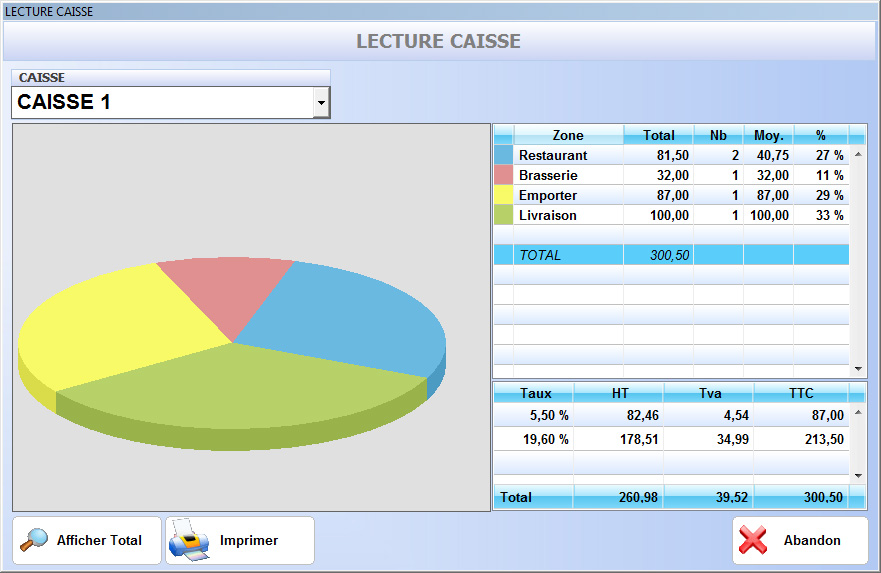 LECTURE CAISSE
LECTURE CAISSE
CAISSE
CAISSE 1
Zone Total Nb Moy. %
Restaurant 81,50 2 40,75 27 %
Brasserie 32,00 1 32,00 11 %
Emporter 87,00 1 87,00 29 %
Livraison 100,00 1 100,00 33 %
TOTAL 300,50
Taux HT Tva TTC
5,50 % 82,46 4,54 87,00
19,60 % 178,51 34,99 213,50
Total 260,98 39,52 300,50
Afficher Total Imprimer Abandon